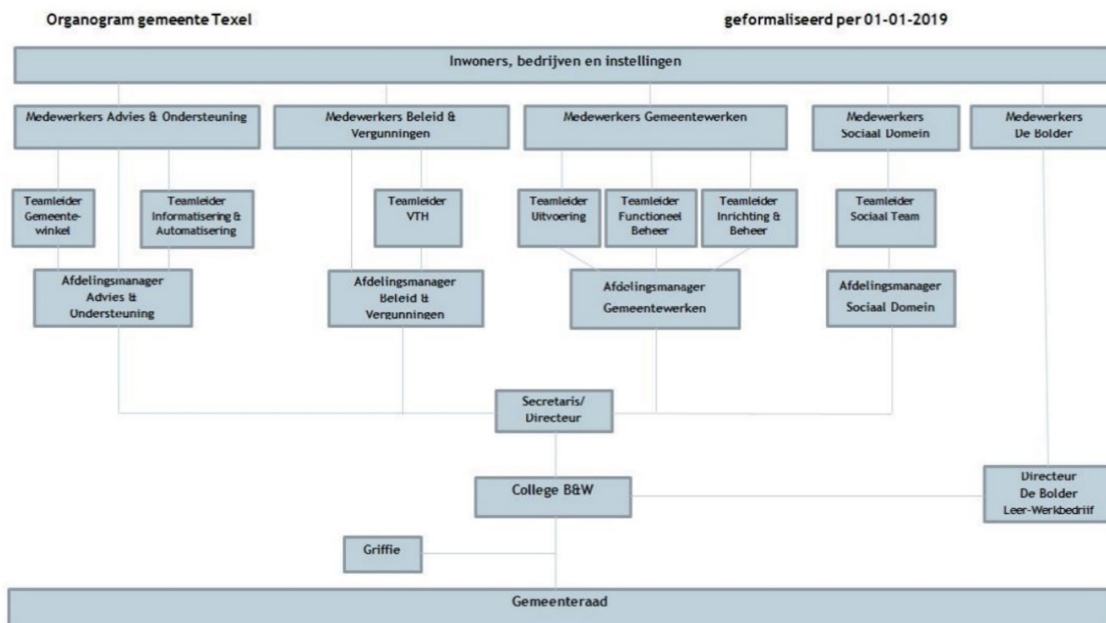 Organogram gemeente Texel
geformaliseerd per 01-01-2019
Inwoners, bedrijven en instellingen
Medewerkers Advies & Ondersteuning
Medewerkers Beleid &
Vergunningen
Medewerkers Gemeentewerken
Medewerkers
Sociaal Domein
Medewerkers
De Bolder
Teamleider
Gemeente-
winkel
Teamleider
Informatisering &
Automatisering
Teamleider
VTH
Teamleider
Uitvoering
Teamleider
Functioneel
Beheer
Teamleider
Inrichting &
Beheer
Teamleider
Sociaal Team
Afdelingsmanager
Advies &
Ondersteuning
Afdelingsmanager
Beleid &
Vergunningen
Afdelingsmanager
Gemeentewerken
Afdelingsmanager
Sociaal Domein
Secretaris/
Directeur
College B&W
Directeur
De Bolder
Leer-Werkbedrijf
Griffie
Gemeenteraad